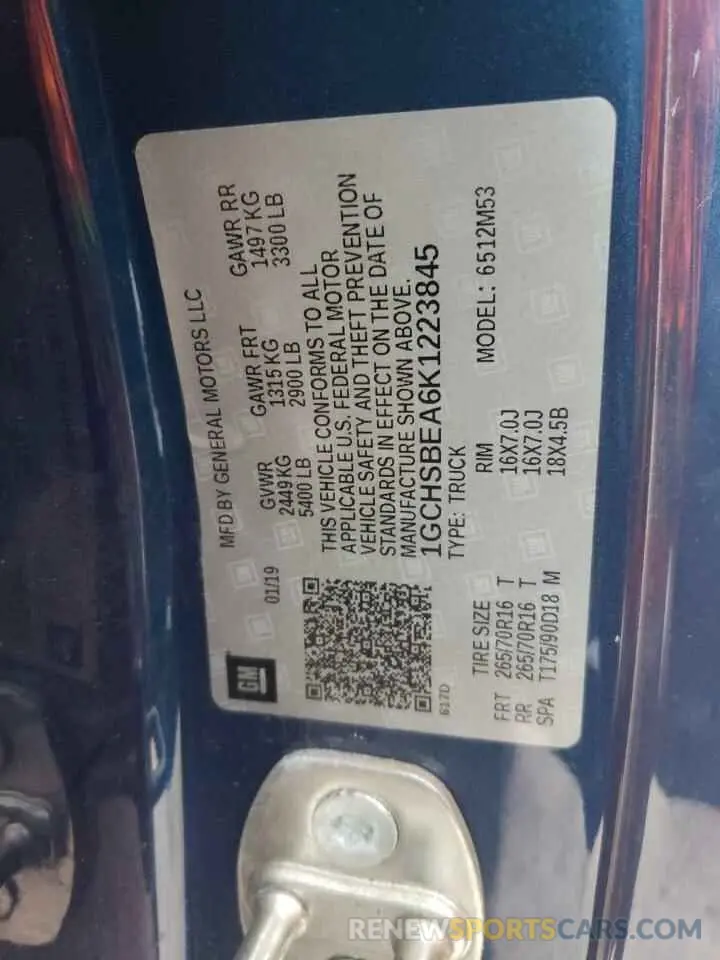 MFD BY GENERAL MOTORS LLC
01/19
GVWR GAWR FRT GAWR RR
2449 KG 1315 KG 1497 KG
5400 LB 2900 LB 3300 LB
THIS VEHICLE CONFORMS TO ALL
APPLICABLE U.S. FEDERAL MOTOR
VEHICLE SAFETY AND THEFT PREVENTION
STANDARDS IN EFFECT ON THE DATE OF
MANUFACTURE SHOWN ABOVE.
1GCHSBEA6K1223845
TYPE: TRUCK MODEL: 6512M53
GM
617D
TIRE SIZE RIM
FRT 265/70R16 T 16X7.0J
RR 265/70R16 T 16X7.0J
SPA T175/90D18 M 18X4.5B
RENEWSPORTSCARS.COM